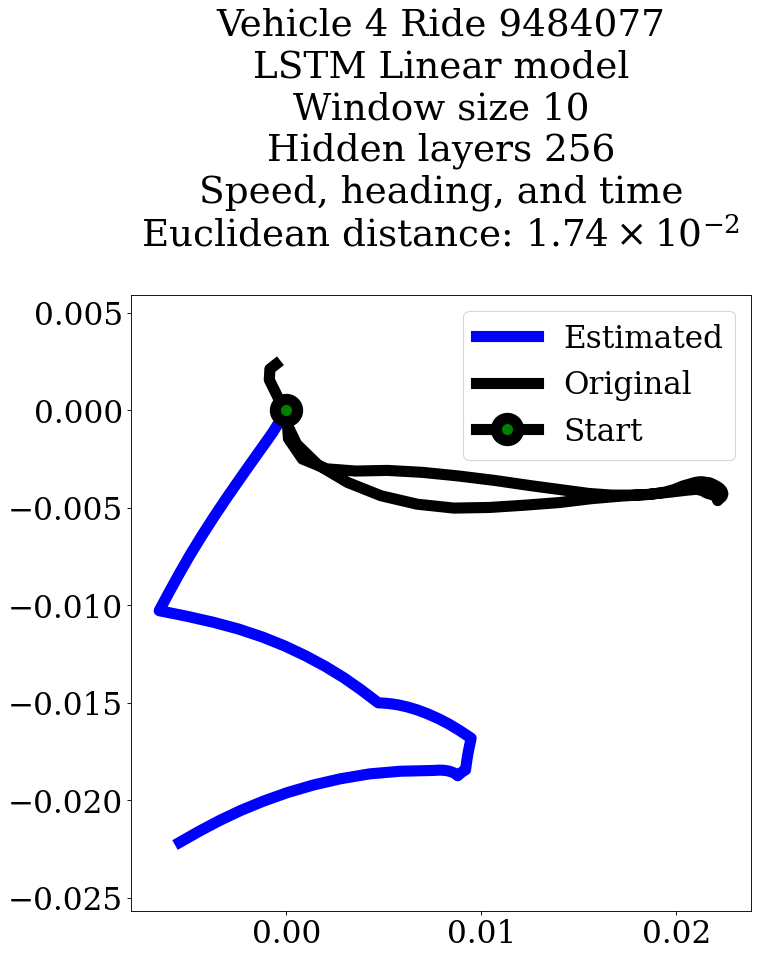 Vehicle 4 Ride 9484077
LSTM Linear model
Window size 10
Hidden layers 256
Speed, heading, and time
Euclidean distance: 1.74 × 10⁻²
Estimated
Original
Start
0.005
0.000
−0.005
−0.010
−0.015
−0.020
−0.025
0.00 0.01 0.02